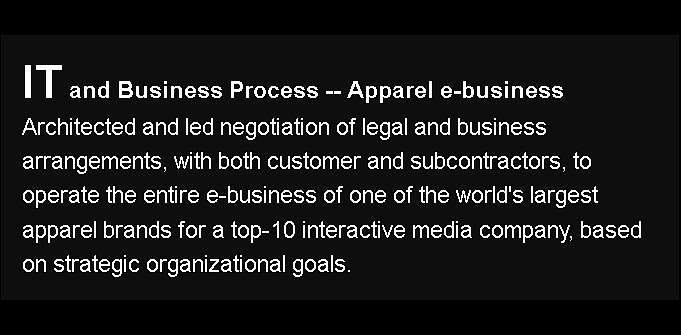 IT and Business Process -- Apparel e-business
Architected and led negotiation of legal and business
arrangements, with both customer and subcontractors, to
operate the entire e-business of one of the world's largest
apparel brands for a top-10 interactive media company, based
on strategic organizational goals.